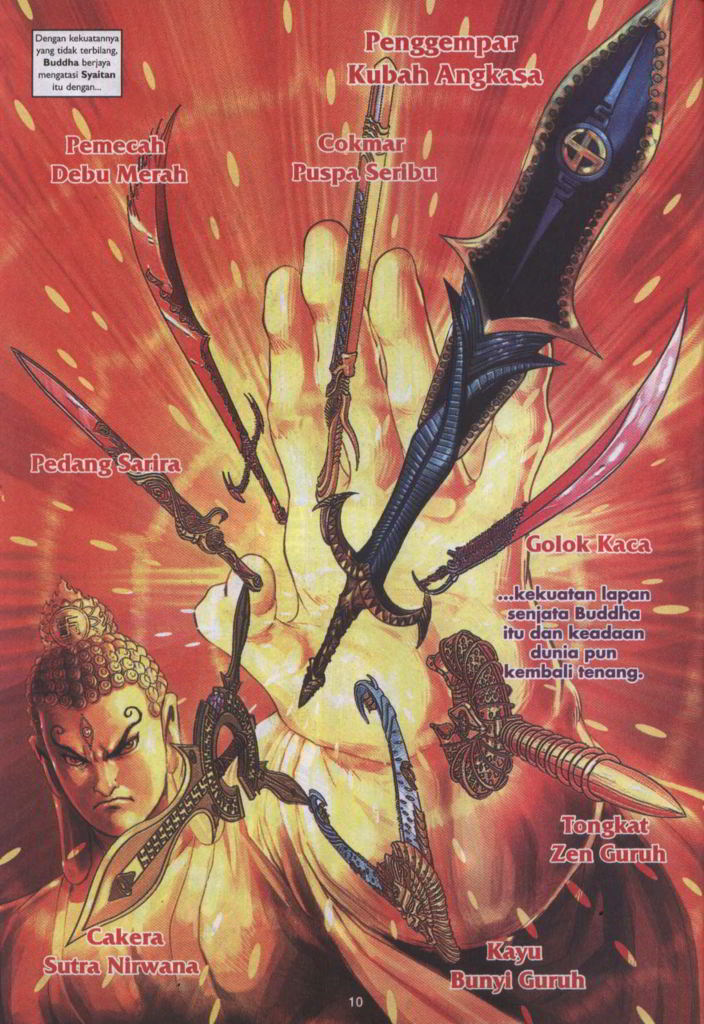 Dengan kekuatannya
yang tidak terbilang,
Buddha berjaya
mengatasi Syaitan
itu dengan...
Penggempar
Kubah Angkasa
Pemecah
Debu Merah
Cokmar
Puspa Seribu
Pedang Sarira
Golok Kaca
...kekuatan lapan
senjata Buddha
itu dan keadaan
dunia pun
kembali tenang.
Tongkat
Zen Guruh
Cakera
Sutra Nirwana
Kayu
Bunyi Guruh
10